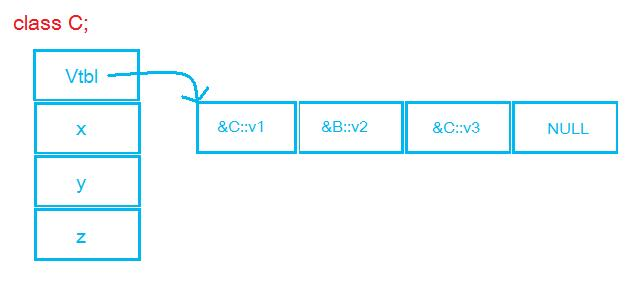 class C;
Vtbl
x
&C::v1
&B::v2
&C::v3
NULL
y
z